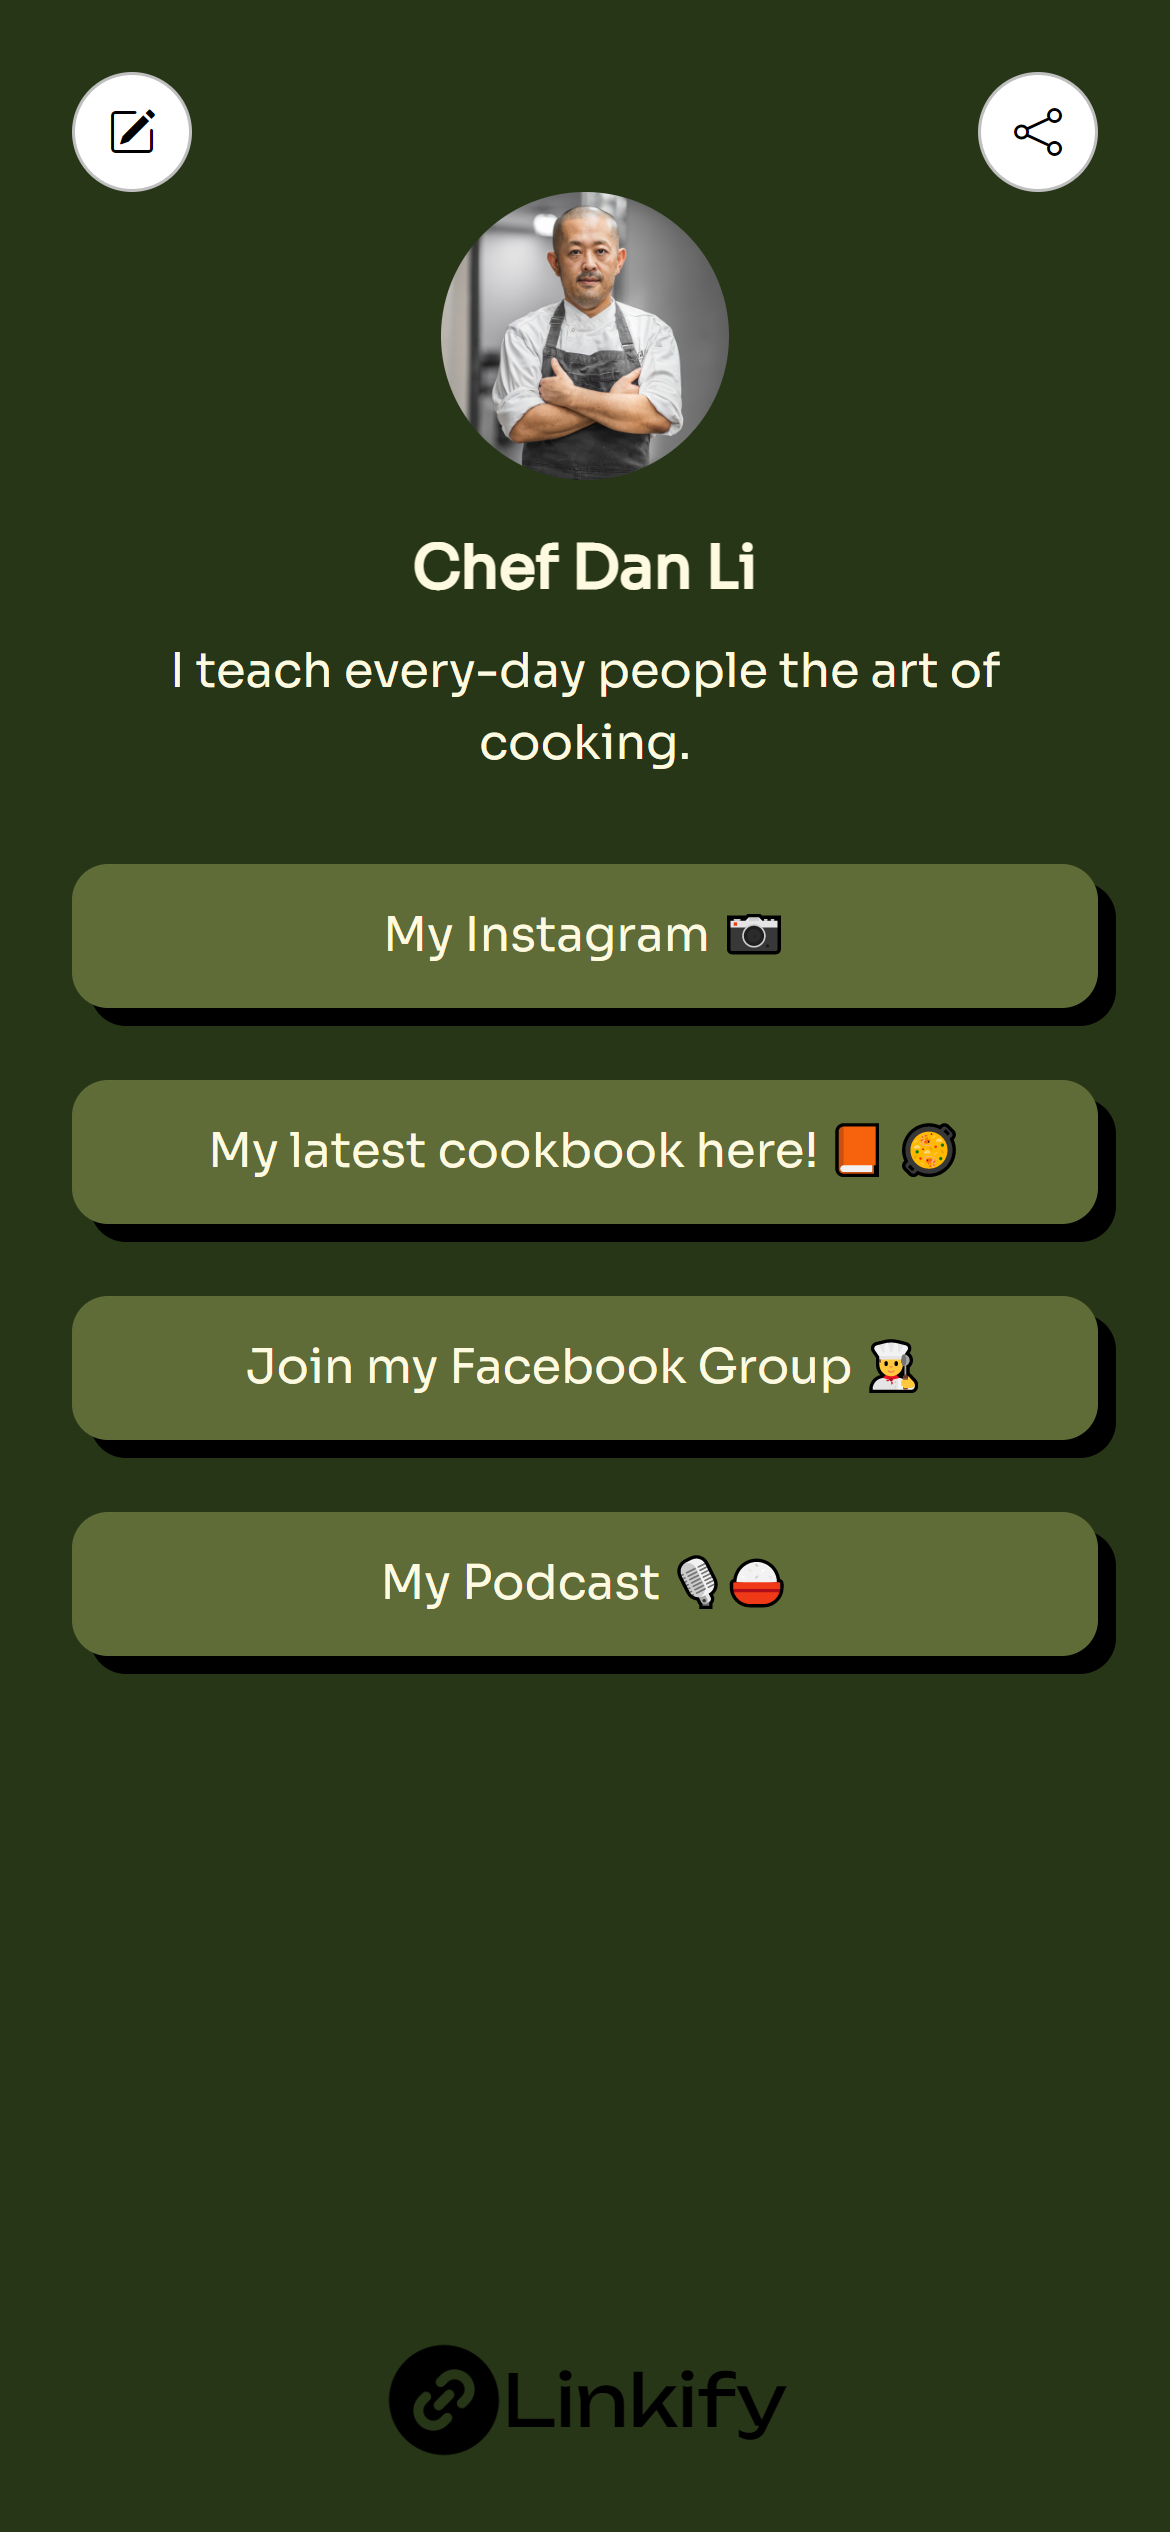 Chef Dan Li
I teach every-day people the art of
cooking.
My Instagram 📷
My latest cookbook here! 📙 🥘
Join my Facebook Group 👨‍🍳
My Podcast 🎙️🍚
Linkify